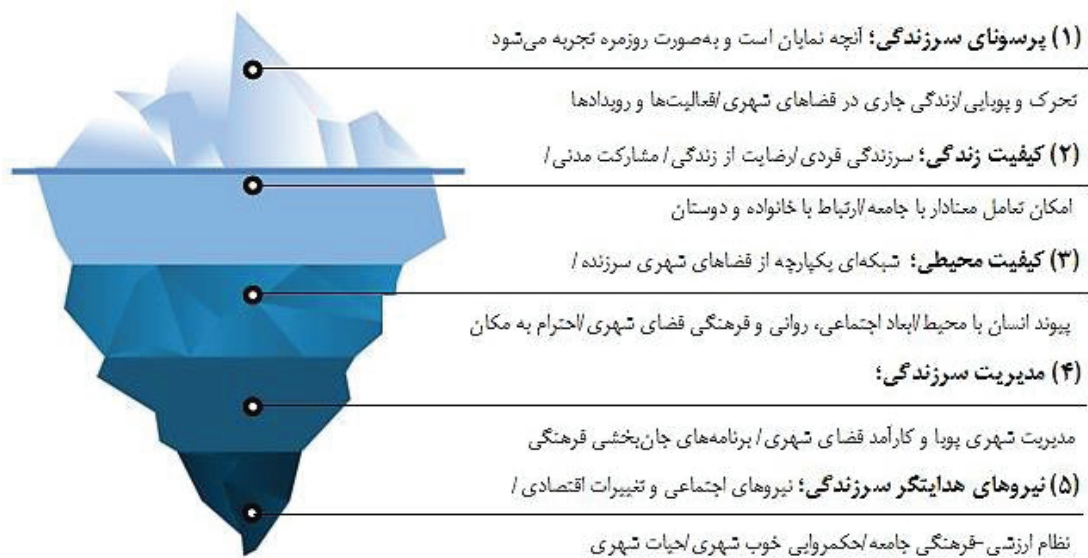 (۱) پرسونای سرزندگی؛ آنچه نمایان است و به‌صورت روزمره تجربه می‌شود
تحرک و پویایی/زندگی جاری در فضاهای شهری/فعالیت‌ها و رویدادها
(۲) کیفیت زندگی؛ سرزندگی فردی/رضایت از زندگی/ مشارکت مدنی/
امکان تعامل معنادار با جامعه/ارتباط با خانواده و دوستان
(۳) کیفیت محیطی؛ شبکه‌ای یکپارچه از فضاهای شهری سرزنده/
پیوند انسان با محیط/ابعاد اجتماعی، روانی و فرهنگی فضای شهری/احترام به مکان
(۴) مدیریت سرزندگی؛
مدیریت شهری پویا و کارآمد فضای شهری/ برنامه‌های جان‌بخشی فرهنگی
(۵) نیروهای هدایتگر سرزندگی؛ نیروهای اجتماعی و تغییرات اقتصادی/
نظام ارزشی-فرهنگی جامعه/حکمروایی خوب شهری/حیات شهری